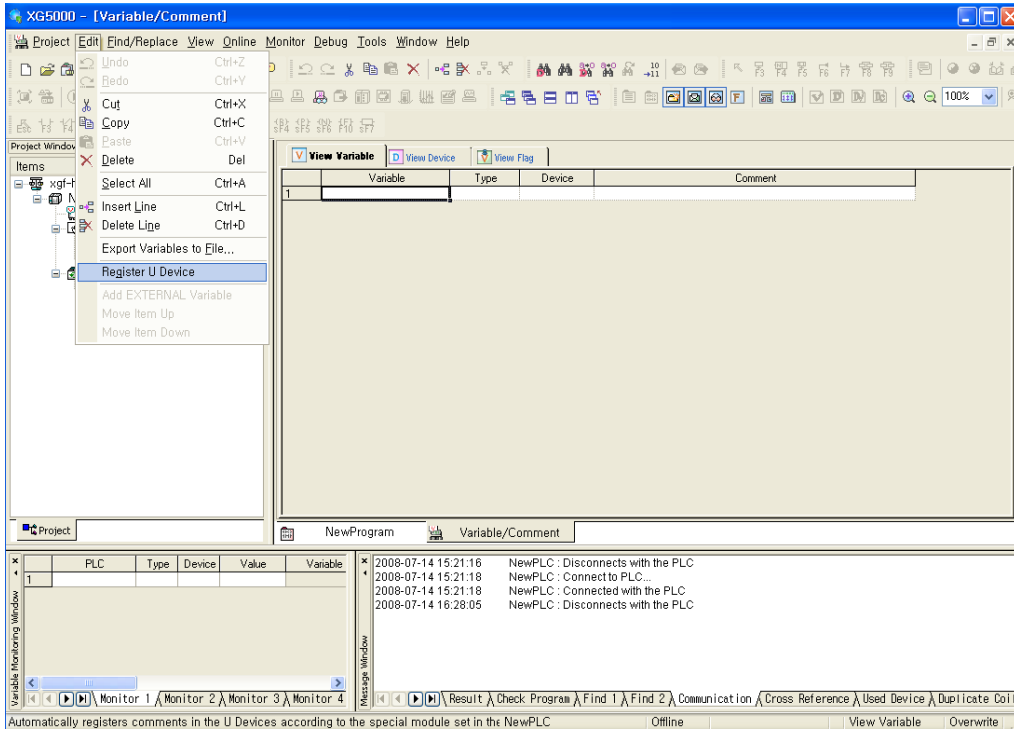 XG5000 - [Variable/Comment]
Project Edit Find/Replace View Online Monitor Debug Tools Window Help
Undo Ctrl+Z
Redo Ctrl+Y
Cut Ctrl+X
Copy Ctrl+C
Paste Ctrl+V
Delete Del
Select All Ctrl+A
Insert Line Ctrl+L
Delete Line Ctrl+D
Export Variables to File...
Register U Device
Add EXTERNAL Variable
Move Item Up
Move Item Down
100%
Project Window
Items
xgf-h
N
V View Variable D View Device View Flag
Variable Type Device Comment
1
Project
NewProgram Variable/Comment
PLC Type Device Value Variable
1
Variable Monitoring Window
Monitor 1 Monitor 2 Monitor 3 Monitor 4
2008-07-14 15:21:16 NewPLC : Disconnects with the PLC
2008-07-14 15:21:18 NewPLC : Connect to PLC...
2008-07-14 15:21:18 NewPLC : Connected with the PLC
2008-07-14 16:28:05 NewPLC : Disconnects with the PLC
Message Window
Result Check Program Find 1 Find 2 Communication Cross Reference Used Device Duplicate Coil
Automatically registers comments in the U Devices according to the special module set in the NewPLC Offline View Variable Overwrite